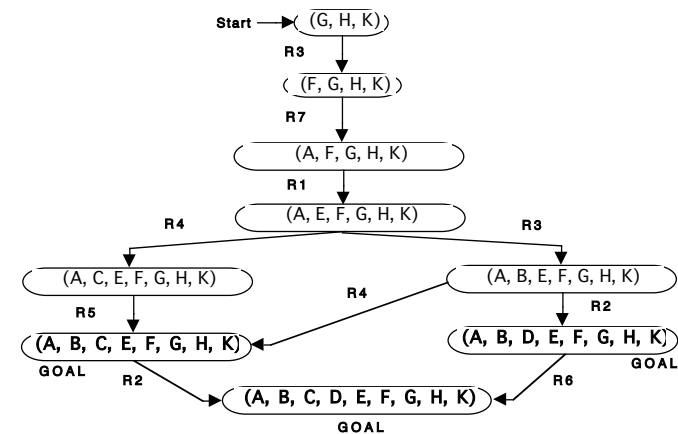 Start (G, H, K)
R3
(F, G, H, K)
R7
(A, F, G, H, K)
R1
(A, E, F, G, H, K)
R4 R3
(A, C, E, F, G, H, K) (A, B, E, F, G, H, K)
R5 R4 R2
(A, B, C, E, F, G, H, K) (A, B, D, E, F, G, H, K)
GOAL R2 R6 GOAL
(A, B, C, D, E, F, G, H, K)
GOAL